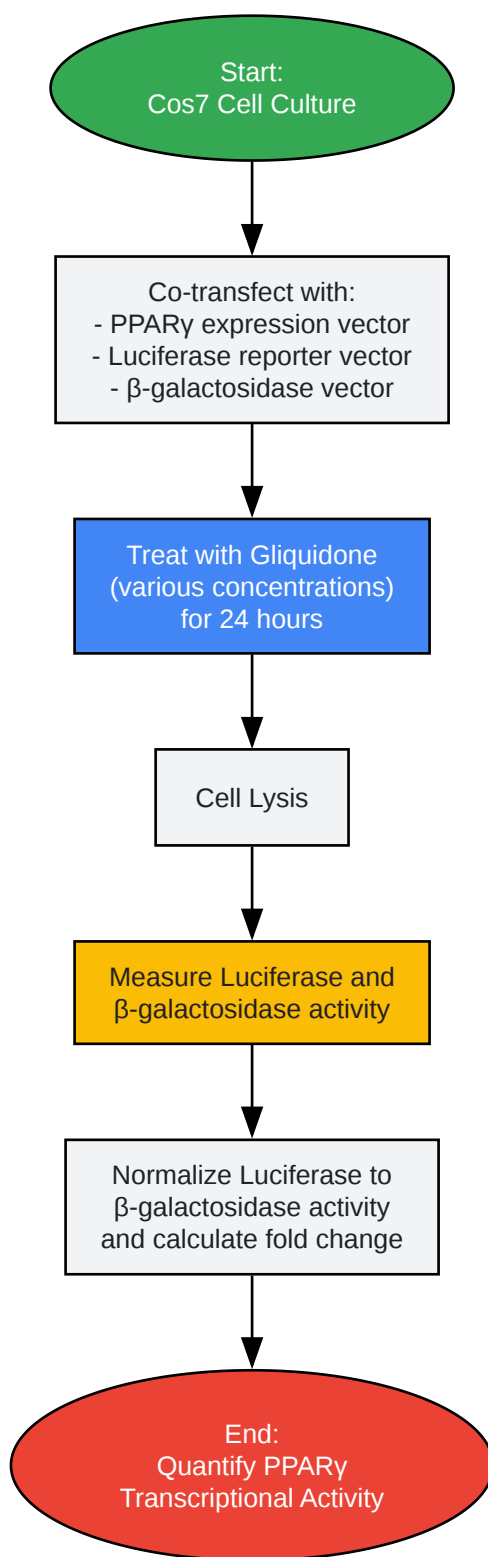 Start:
Cos7 Cell Culture
Co-transfect with:
- PPARγ expression vector
- Luciferase reporter vector
- β-galactosidase vector
Treat with Gliquidone
(various concentrations)
for 24 hours
Cell Lysis
Measure Luciferase and
β-galactosidase activity
Normalize Luciferase to
β-galactosidase activity
and calculate fold change
End:
Quantify PPARγ
Transcriptional Activity